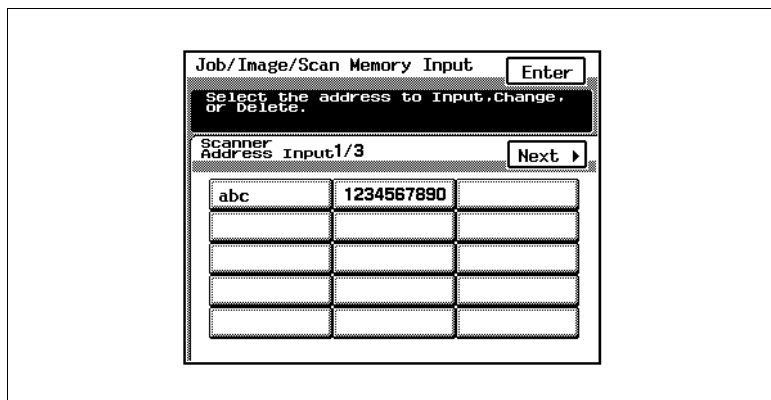 Job/Image/Scan Memory Input
Enter
Select the address to Input,Change,
or Delete.
Scanner
Address Input1/3
Next
abc
1234567890